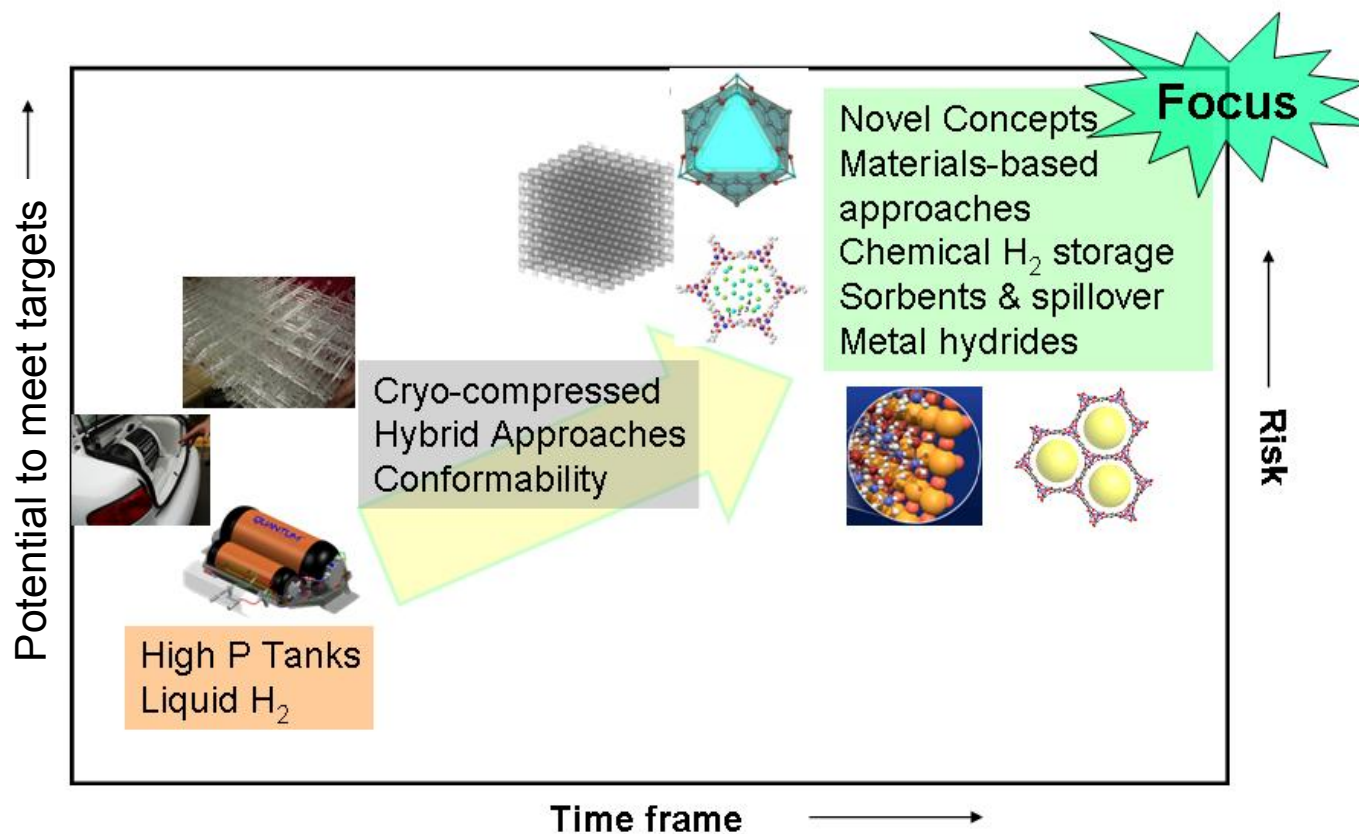 Focus
Potential to meet targets
Novel Concepts
Materials-based
approaches
Chemical H₂ storage
Sorbents & spillover
Metal hydrides
Cryo-compressed
Hybrid Approaches
Conformability
Risk
QUANTUM
High P Tanks
Liquid H₂
Time frame